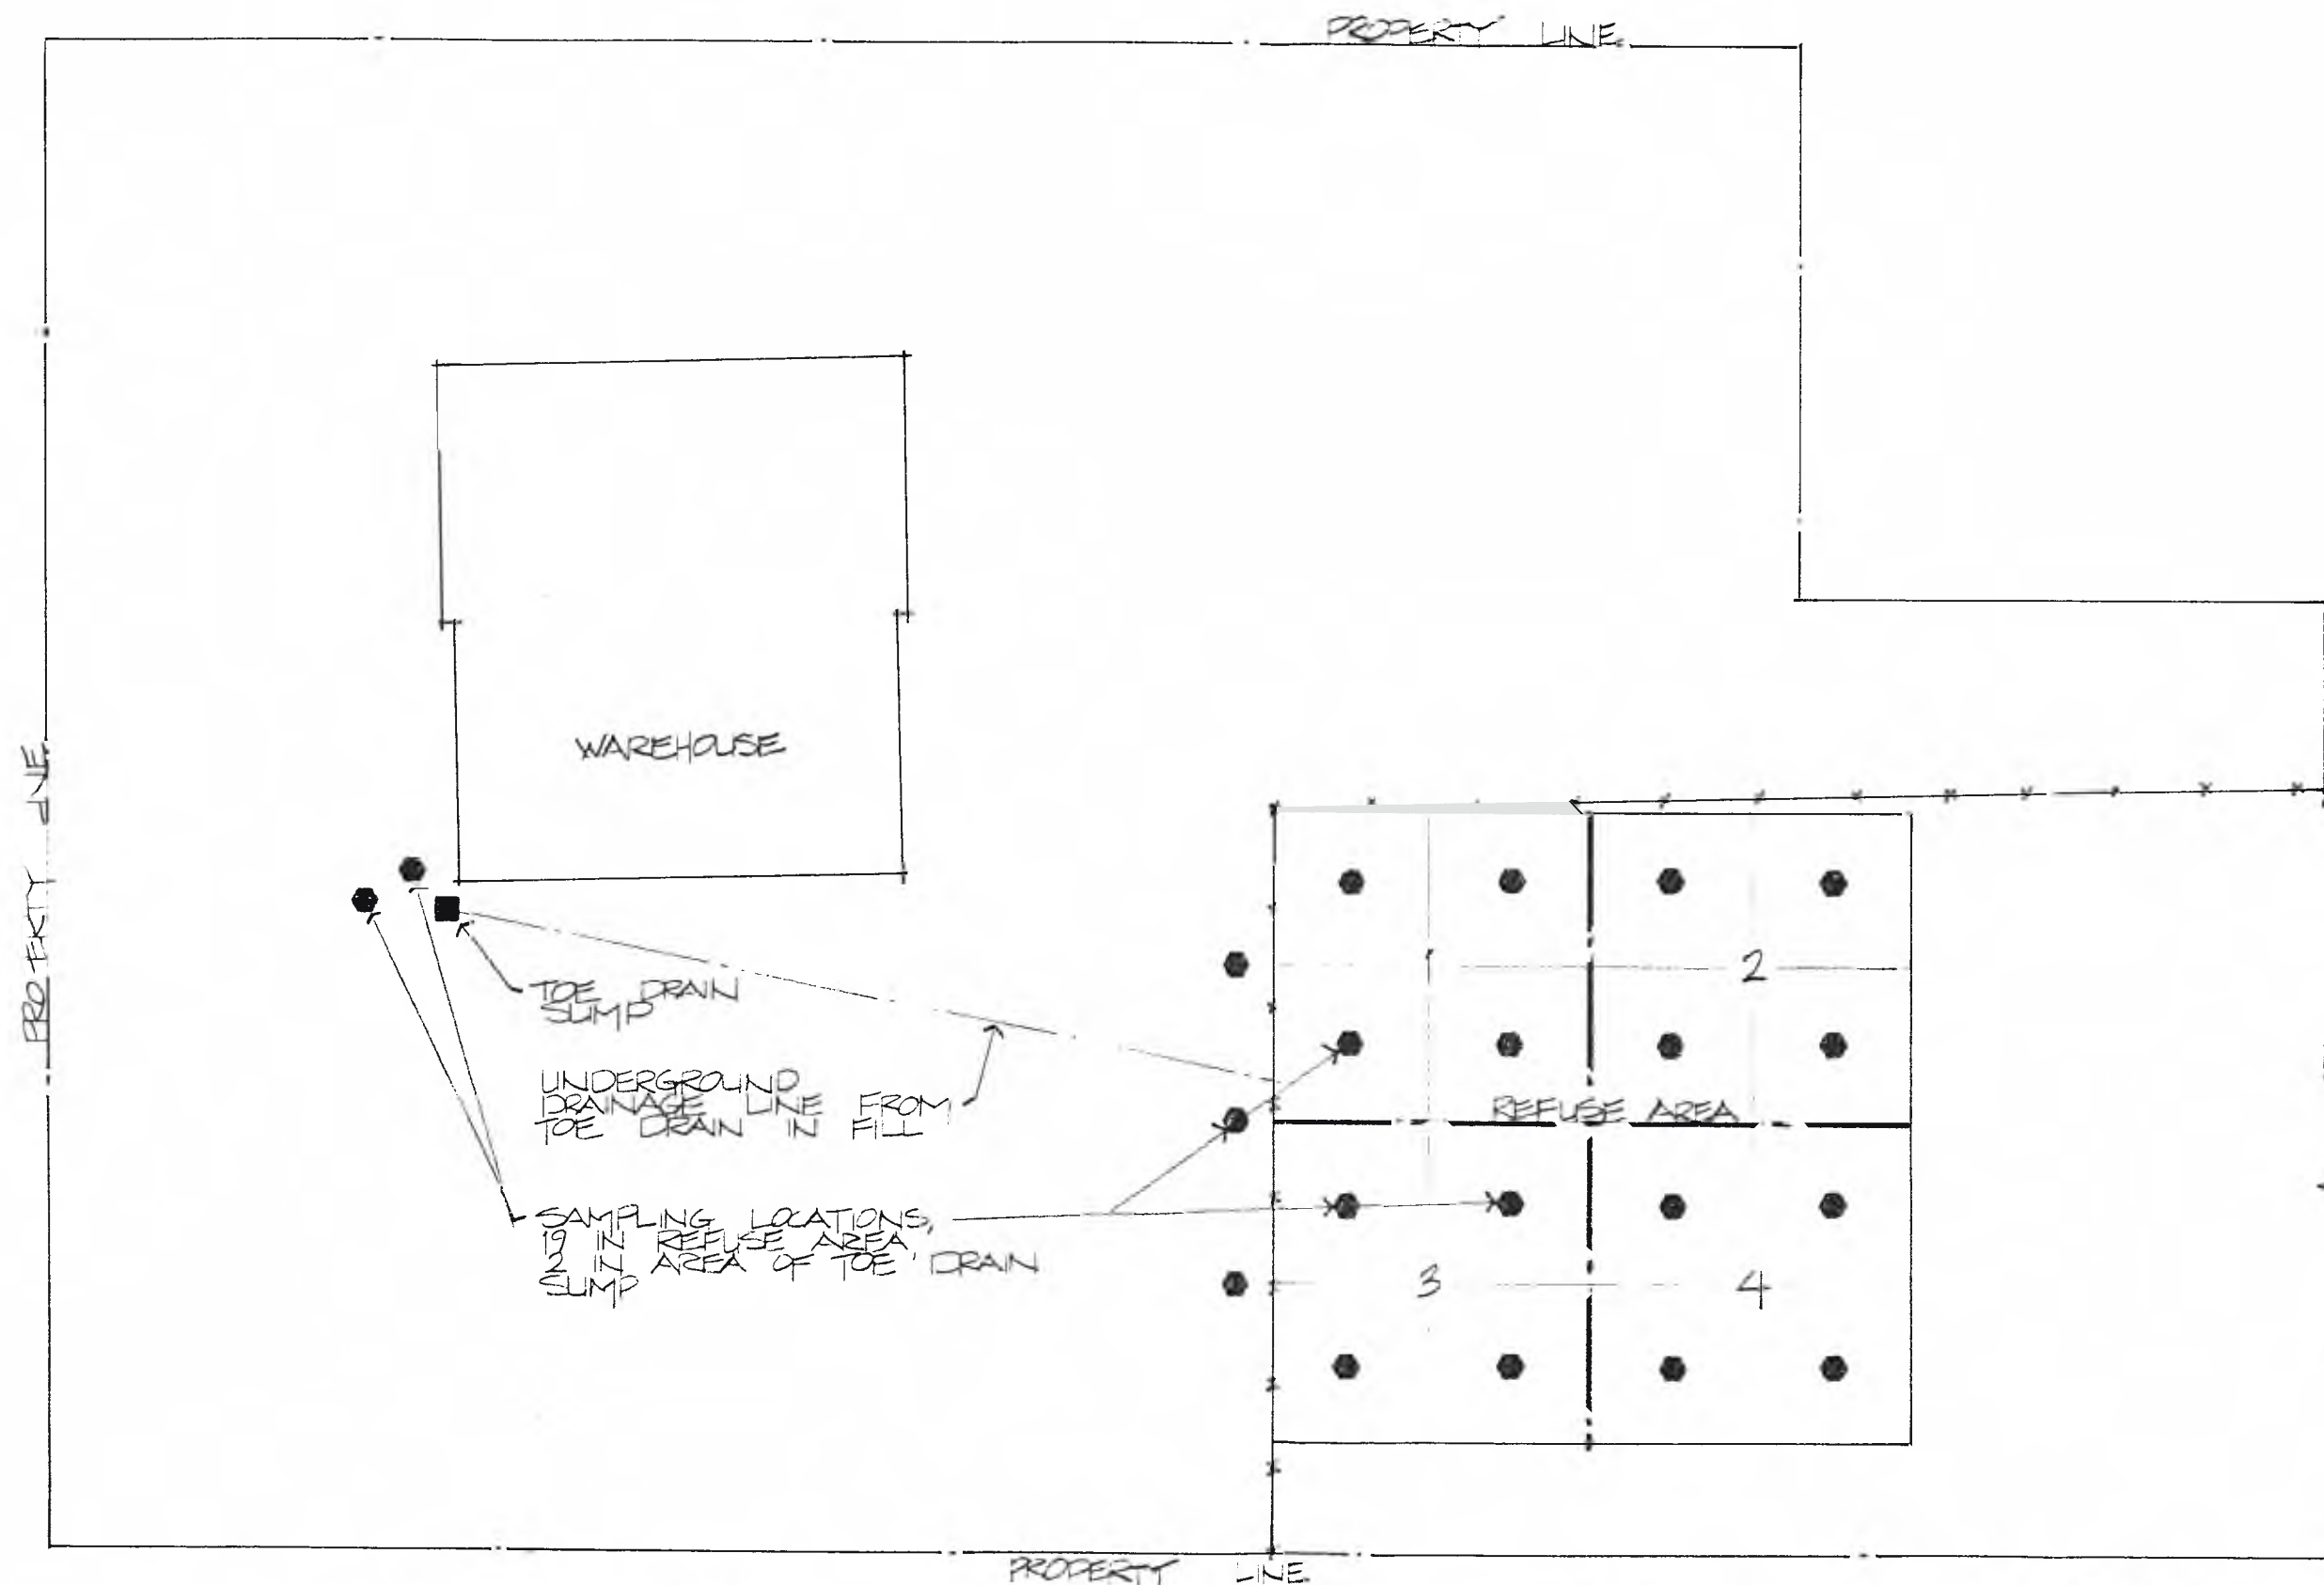 PROPERTY LINE
WAREHOUSE
PROPERTY LINE
TOE DRAIN
SUMP
UNDERGROUND
DRAINAGE LINE FROM
TOE DRAIN IN FILL
SAMPLING LOCATIONS,
19 IN REFUSE AREA,
2 IN AREA OF TOE DRAIN
SUMP
1
2
REFUSE AREA
3
4
PROPERTY LINE